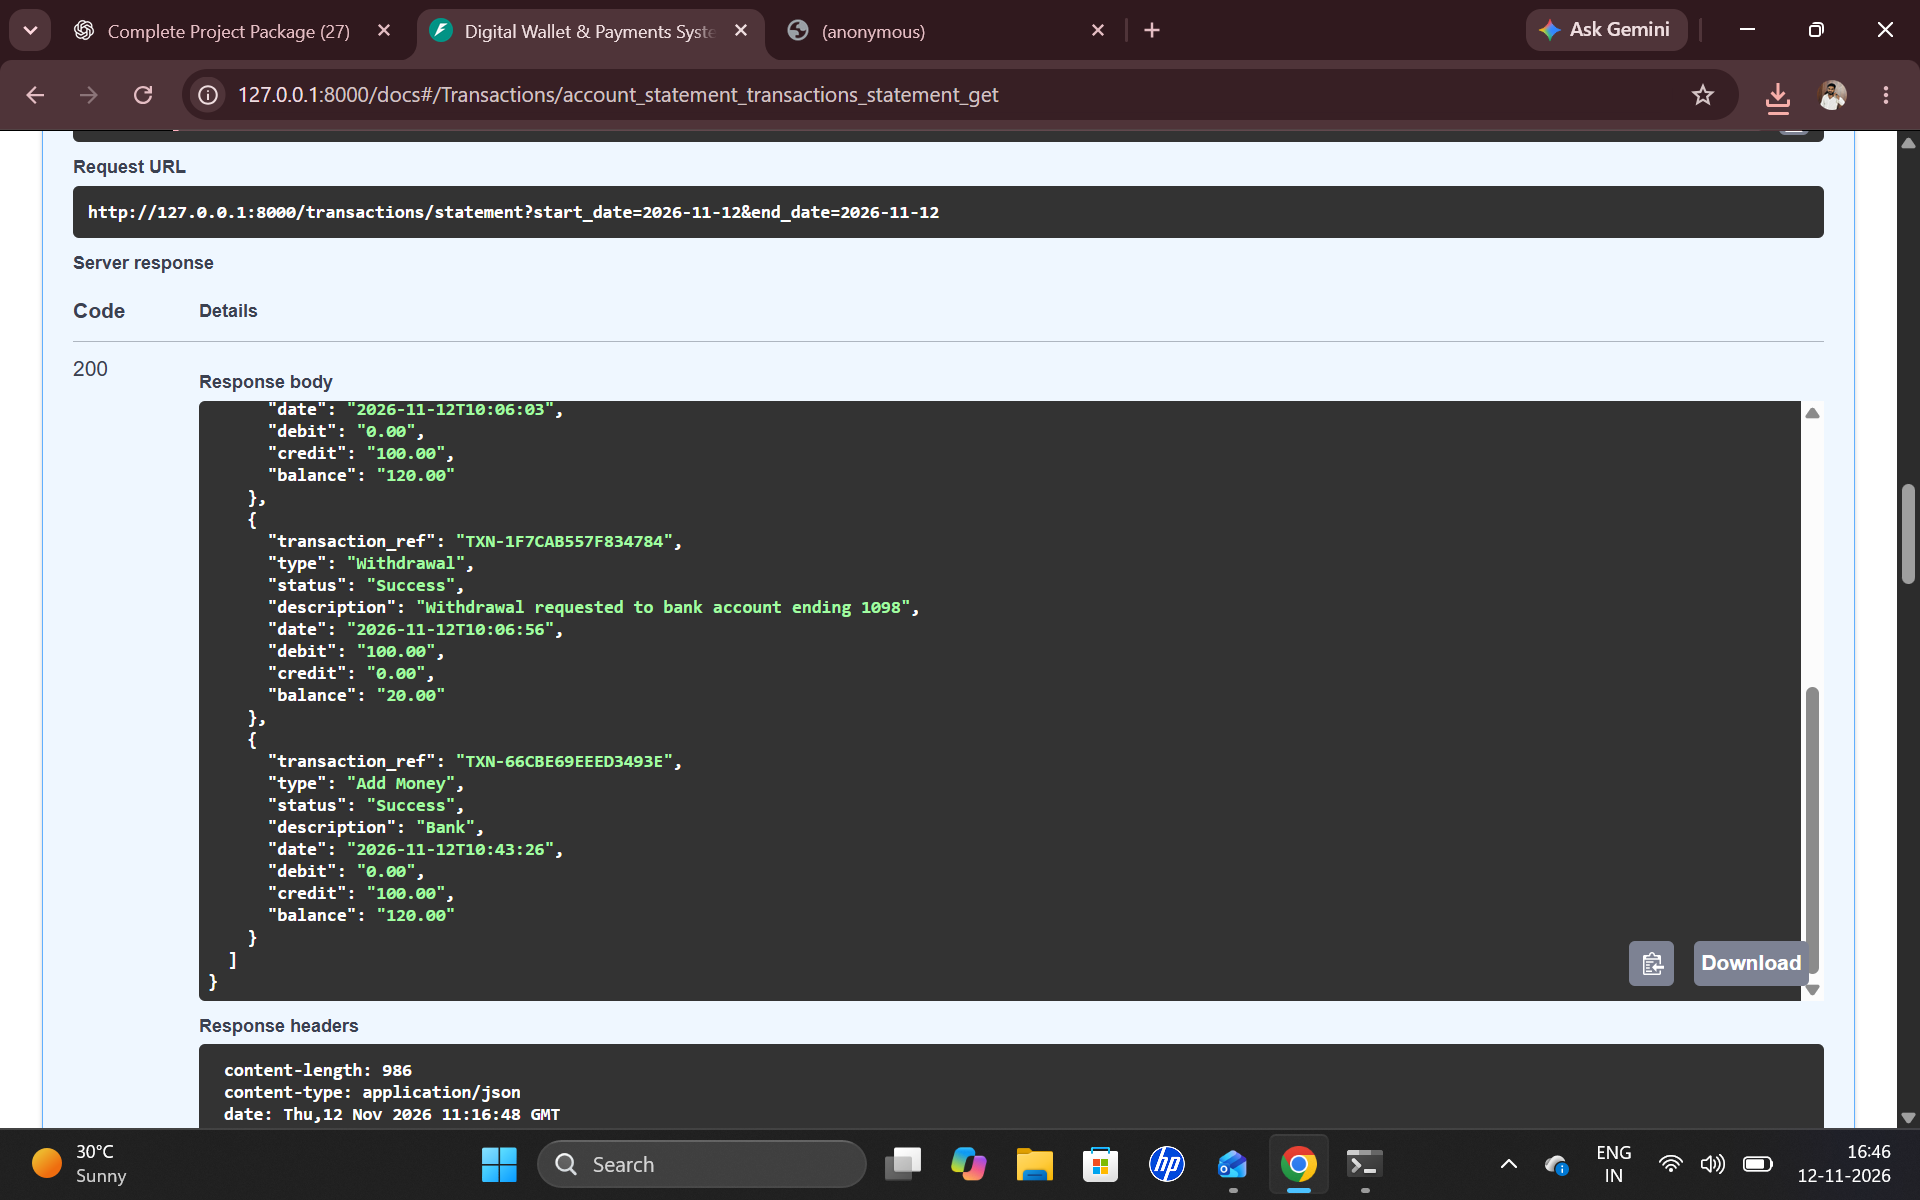 Complete Project Package (27)
Digital Wallet & Payments Syste
(anonymous)
Ask Gemini
127.0.0.1:8000/docs#/Transactions/account_statement_transactions_statement_get
Request URL
http://127.0.0.1:8000/transactions/statement?start_date=2026-11-12&end_date=2026-11-12
Server response
Code
Details
200
Response body
"date": "2026-11-12T10:06:03",
"debit": "0.00",
"credit": "100.00",
"balance": "120.00"
},
{
"transaction_ref": "TXN-1F7CAB557F834784",
"type": "Withdrawal",
"status": "Success",
"description": "Withdrawal requested to bank account ending 1098",
"date": "2026-11-12T10:06:56",
"debit": "100.00",
"credit": "0.00",
"balance": "20.00"
},
{
"transaction_ref": "TXN-66CBE69EEED3493E",
"type": "Add Money",
"status": "Success",
"description": "Bank",
"date": "2026-11-12T10:43:26",
"debit": "0.00",
"credit": "100.00",
"balance": "120.00"
}
]
}
Download
Response headers
content-length: 986
content-type: application/json
date: Thu,12 Nov 2026 11:16:48 GMT
30°C
Sunny
Search
hp
ENG
IN
16:46
12-11-2026